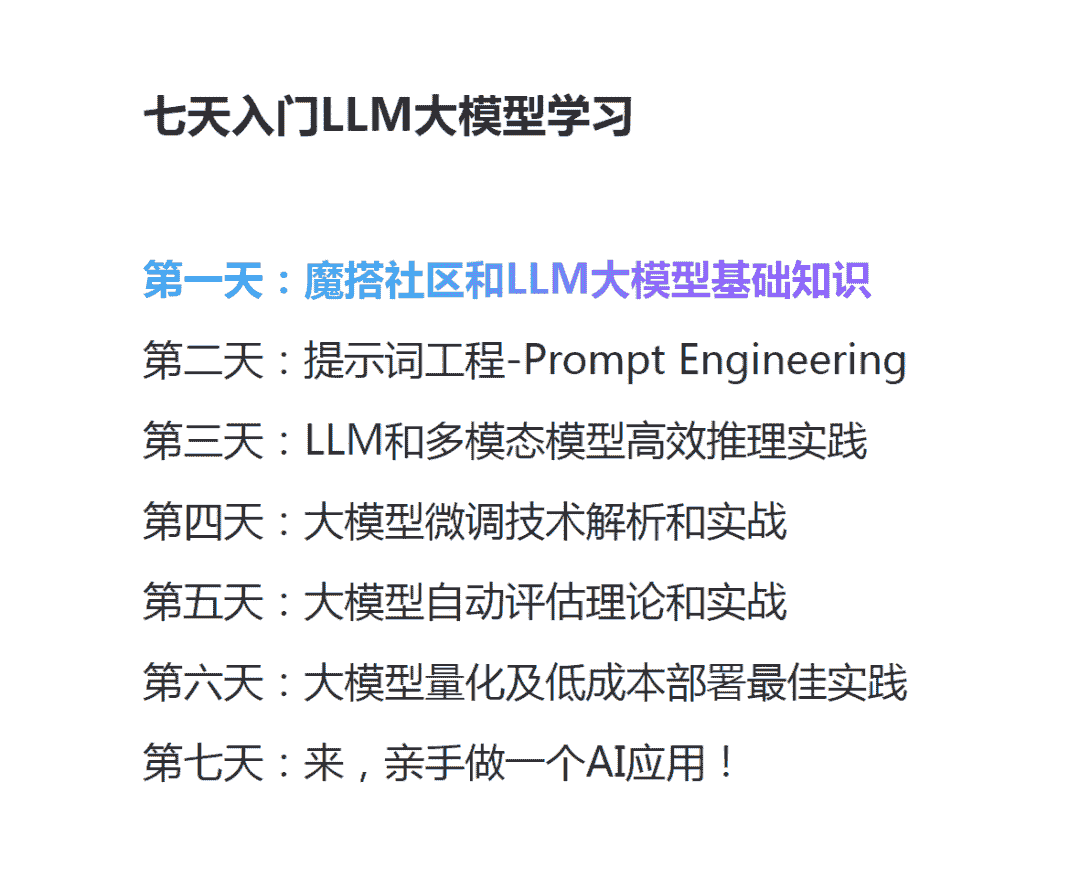 七天入门LLM大模型学习
第一天：魔搭社区和LLM大模型基础知识
第二天：提示词工程-Prompt Engineering
第三天：LLM和多模态模型高效推理实践
第四天：大模型微调技术解析和实战
第五天：大模型自动评估理论和实战
第六天：大模型量化及低成本部署最佳实践
第七天：来，亲手做一个AI应用！